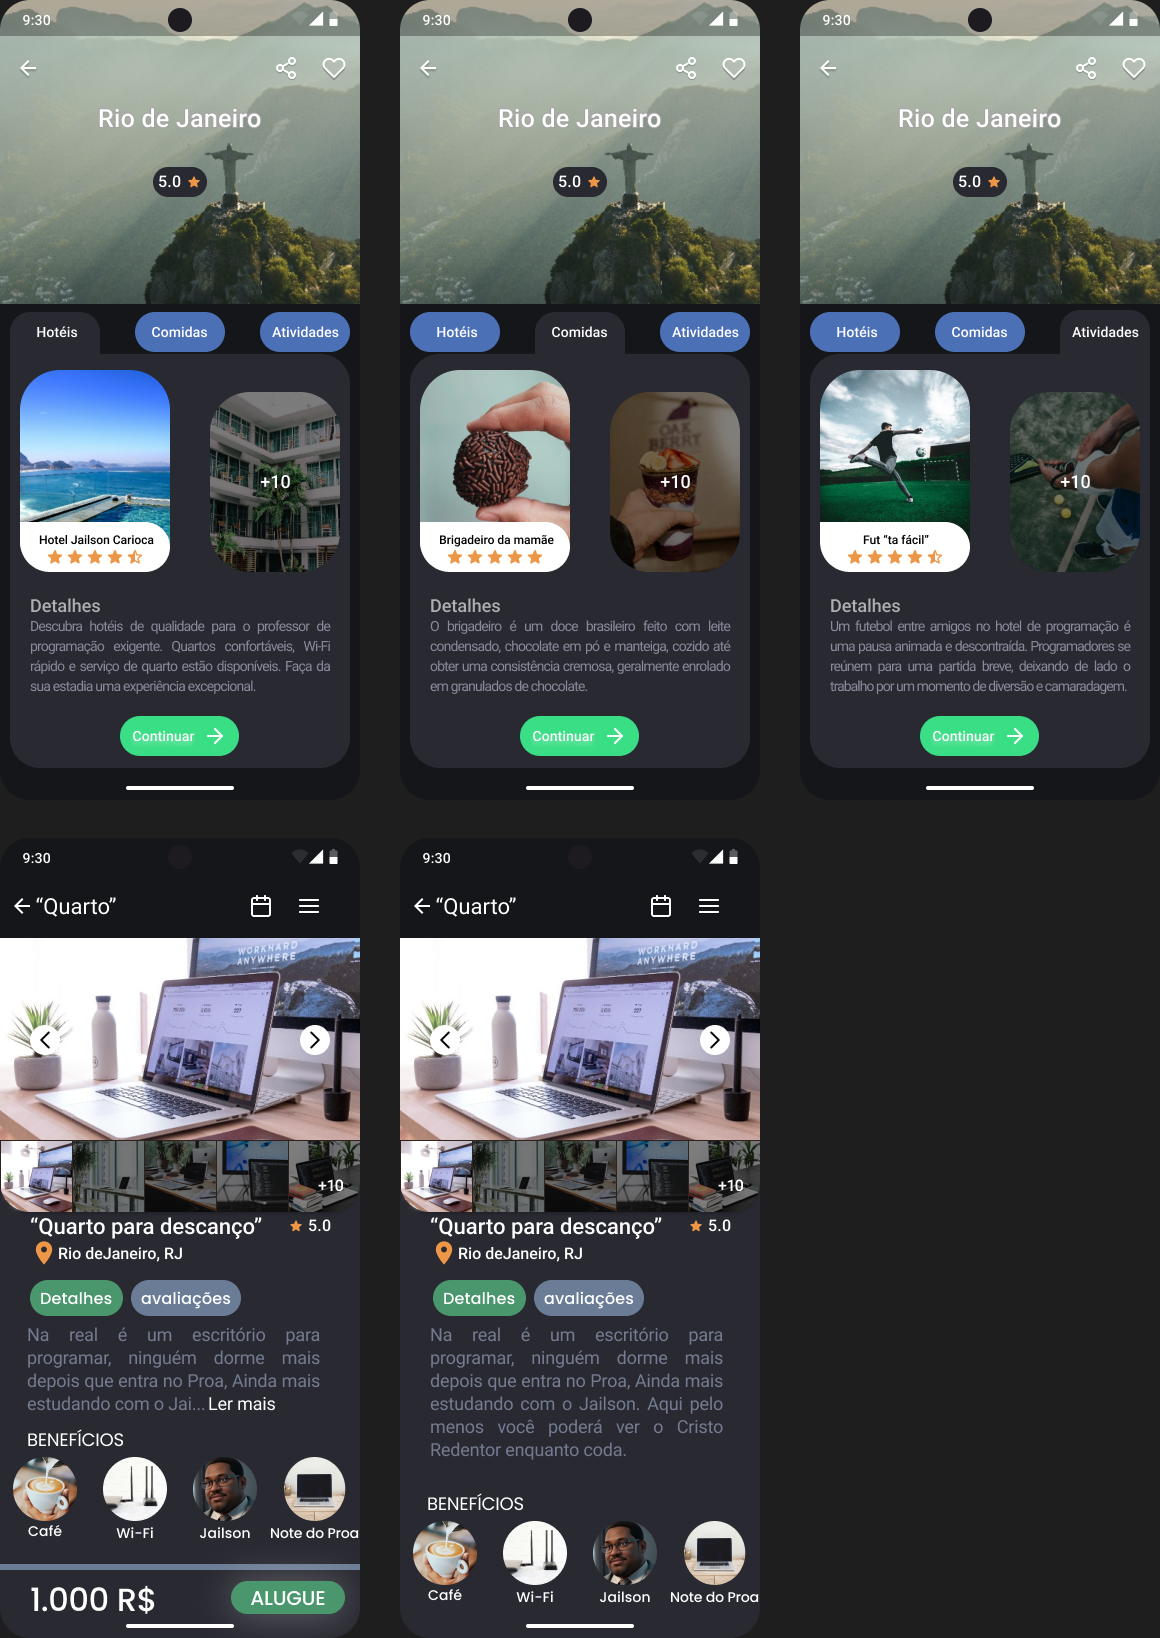 9:30
Rio de Janeiro
5.0
Hotéis
Comidas
Atividades
+10
Hotel Jailson Carioca
Detalhes
Descubra hotéis de qualidade para o professor de
programação exigente. Quartos confortáveis, Wi-Fi
rápido e serviço de quarto estão disponíveis. Faça da
sua estadia uma experiência excepcional.
Continuar
9:30
Rio de Janeiro
5.0
Hotéis
Comidas
Atividades
OAK
BERRY
+10
Brigadeiro da mamãe
Detalhes
O brigadeiro é um doce brasileiro feito com leite
condensado, chocolate em pó e manteiga, cozido até
obter uma consistência cremosa, geralmente enrolado
em granulados de chocolate.
Continuar
9:30
Rio de Janeiro
5.0
Hotéis
Comidas
Atividades
+10
Fut “ta fácil”
Detalhes
Um futebol entre amigos no hotel de programação é
uma pausa animada e descontraída. Programadores se
reúnem para uma partida breve, deixando de lado o
trabalho por um momento de diversão e camaradagem.
Continuar
9:30
“Quarto”
WORKHARD
ANYWHERE
+10
“Quarto para descanço”
5.0
Rio deJaneiro, RJ
Detalhes
avaliações
Na real é um escritório para
programar, ninguém dorme mais
depois que entra no Proa, Ainda mais
estudando com o Jai... Ler mais
BENEFÍCIOS
Café
Wi-Fi
Jailson
Note do Proa
1.000 R$
ALUGUE
9:30
“Quarto”
WORKHARD
ANYWHERE
+10
“Quarto para descanço”
5.0
Rio deJaneiro, RJ
Detalhes
avaliações
Na real é um escritório para
programar, ninguém dorme mais
depois que entra no Proa, Ainda mais
estudando com o Jailson. Aqui pelo
menos você poderá ver o Cristo
Redentor enquanto coda.
BENEFÍCIOS
Café
Wi-Fi
Jailson
Note do Proa